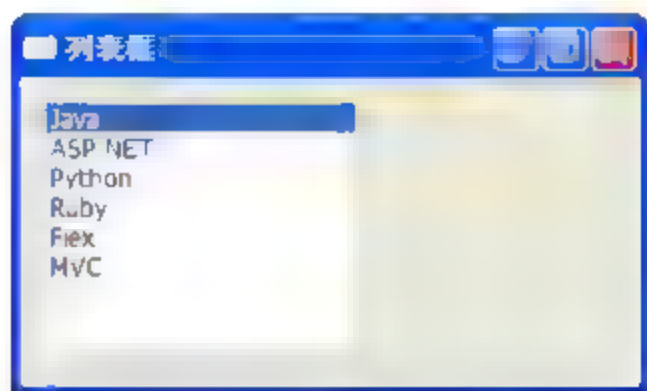 列表框
Java
ASP.NET
Python
Ruby
Flex
MVC